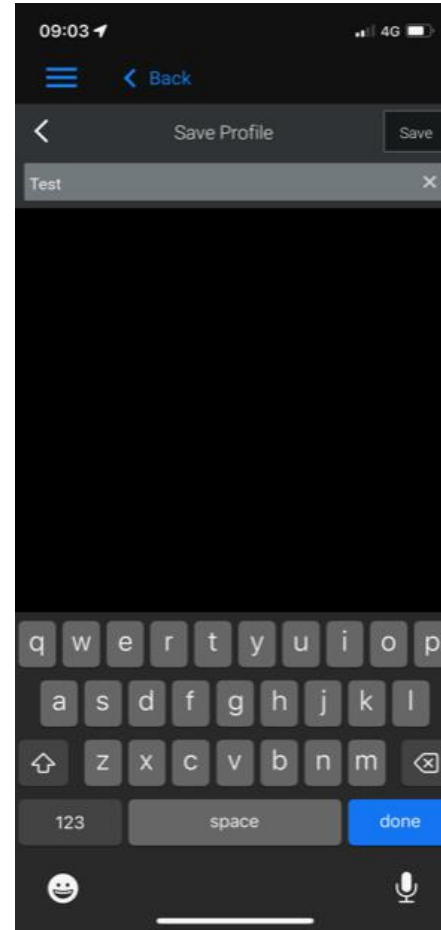 09:03 4G
Back
Save Profile Save
Test
q w e r t y u i o p
a s d f g h j k l
z x c v b n m
123 space done